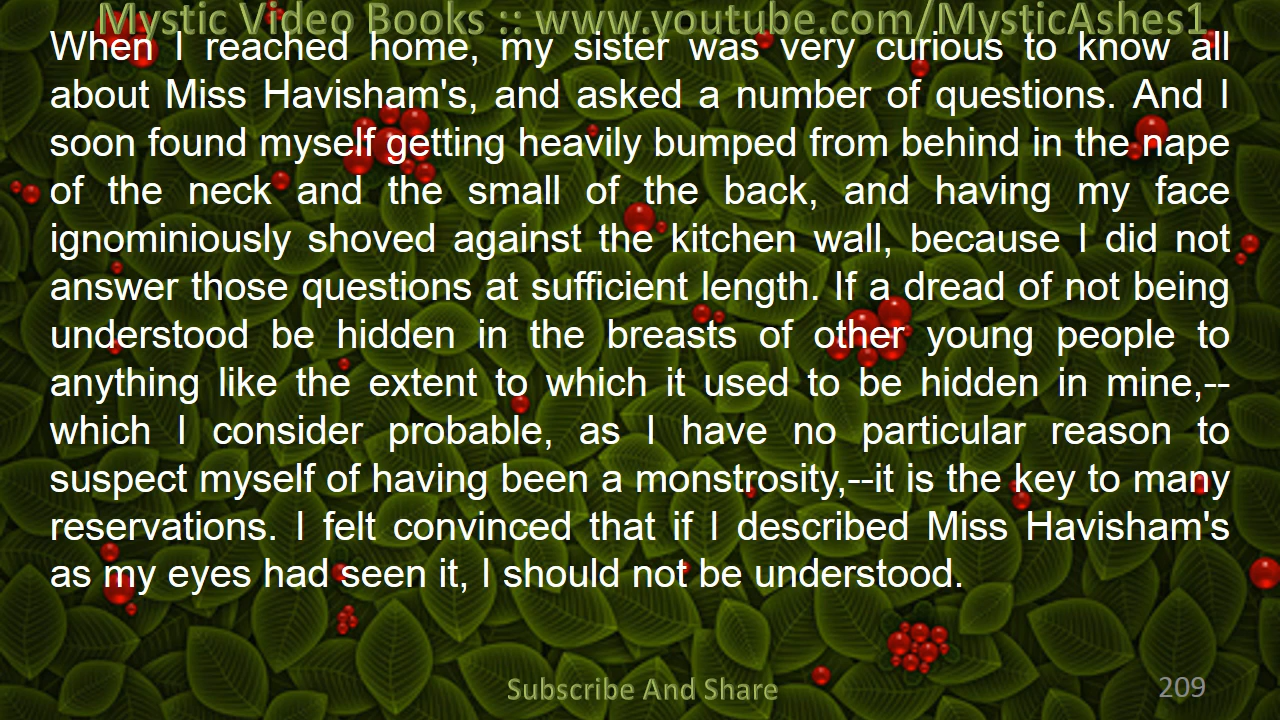 Mystic Video Books :: www.youtube.com/MysticAshes1
When I reached home, my sister was very curious to know all
about Miss Havisham's, and asked a number of questions. And I
soon found myself getting heavily bumped from behind in the nape
of the neck and the small of the back, and having my face
ignominiously shoved against the kitchen wall, because I did not
answer those questions at sufficient length. If a dread of not being
understood be hidden in the breasts of other young people to
anything like the extent to which it used to be hidden in mine,--
which I consider probable, as I have no particular reason to
suspect myself of having been a monstrosity,--it is the key to many
reservations. I felt convinced that if I described Miss Havisham's
as my eyes had seen it, I should not be understood.
Subscribe And Share
209